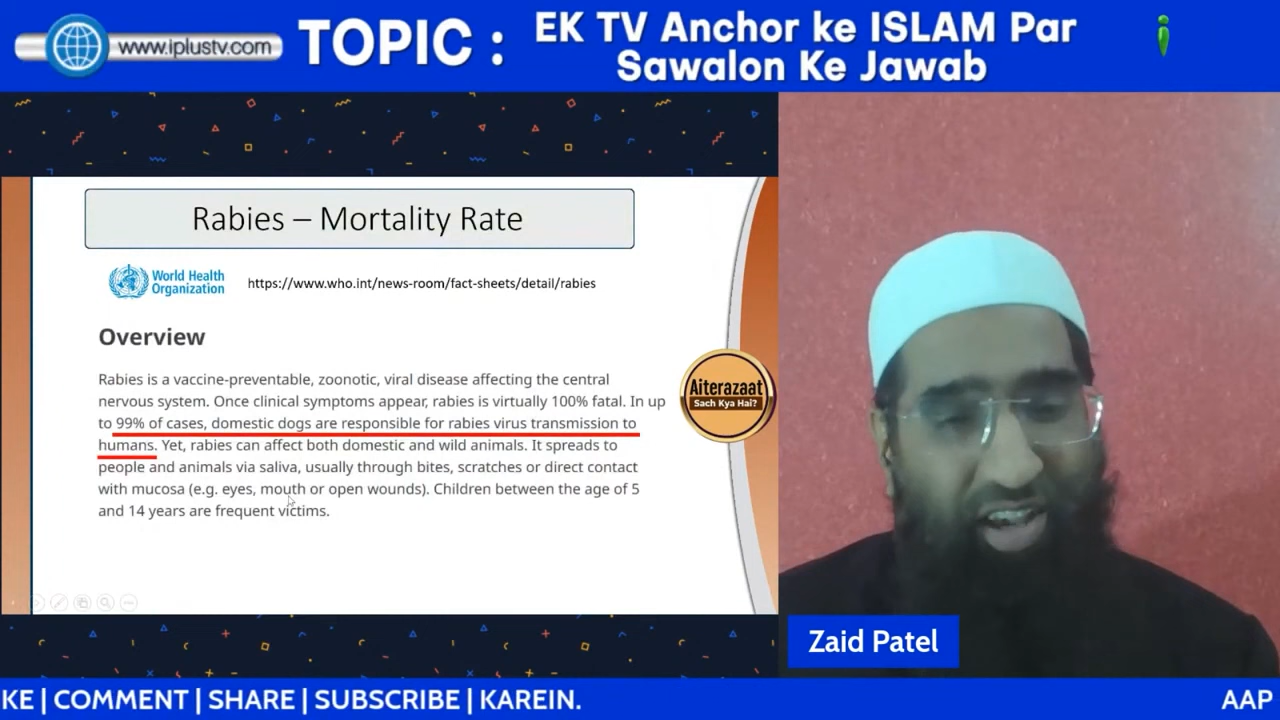 www.iplustv.com
TOPIC :
EK TV Anchor ke ISLAM Par
Sawalon Ke Jawab
Rabies – Mortality Rate
World Health
Organization
https://www.who.int/news-room/fact-sheets/detail/rabies
Overview
Rabies is a vaccine-preventable, zoonotic, viral disease affecting the central
nervous system. Once clinical symptoms appear, rabies is virtually 100% fatal. In up
to 99% of cases, domestic dogs are responsible for rabies virus transmission to
humans. Yet, rabies can affect both domestic and wild animals. It spreads to
people and animals via saliva, usually through bites, scratches or direct contact
with mucosa (e.g. eyes, mouth or open wounds). Children between the age of 5
and 14 years are frequent victims.
Aiterazaat
Sach Kya Hai?
Zaid Patel
KE | COMMENT | SHARE | SUBSCRIBE | KAREIN.
AAP